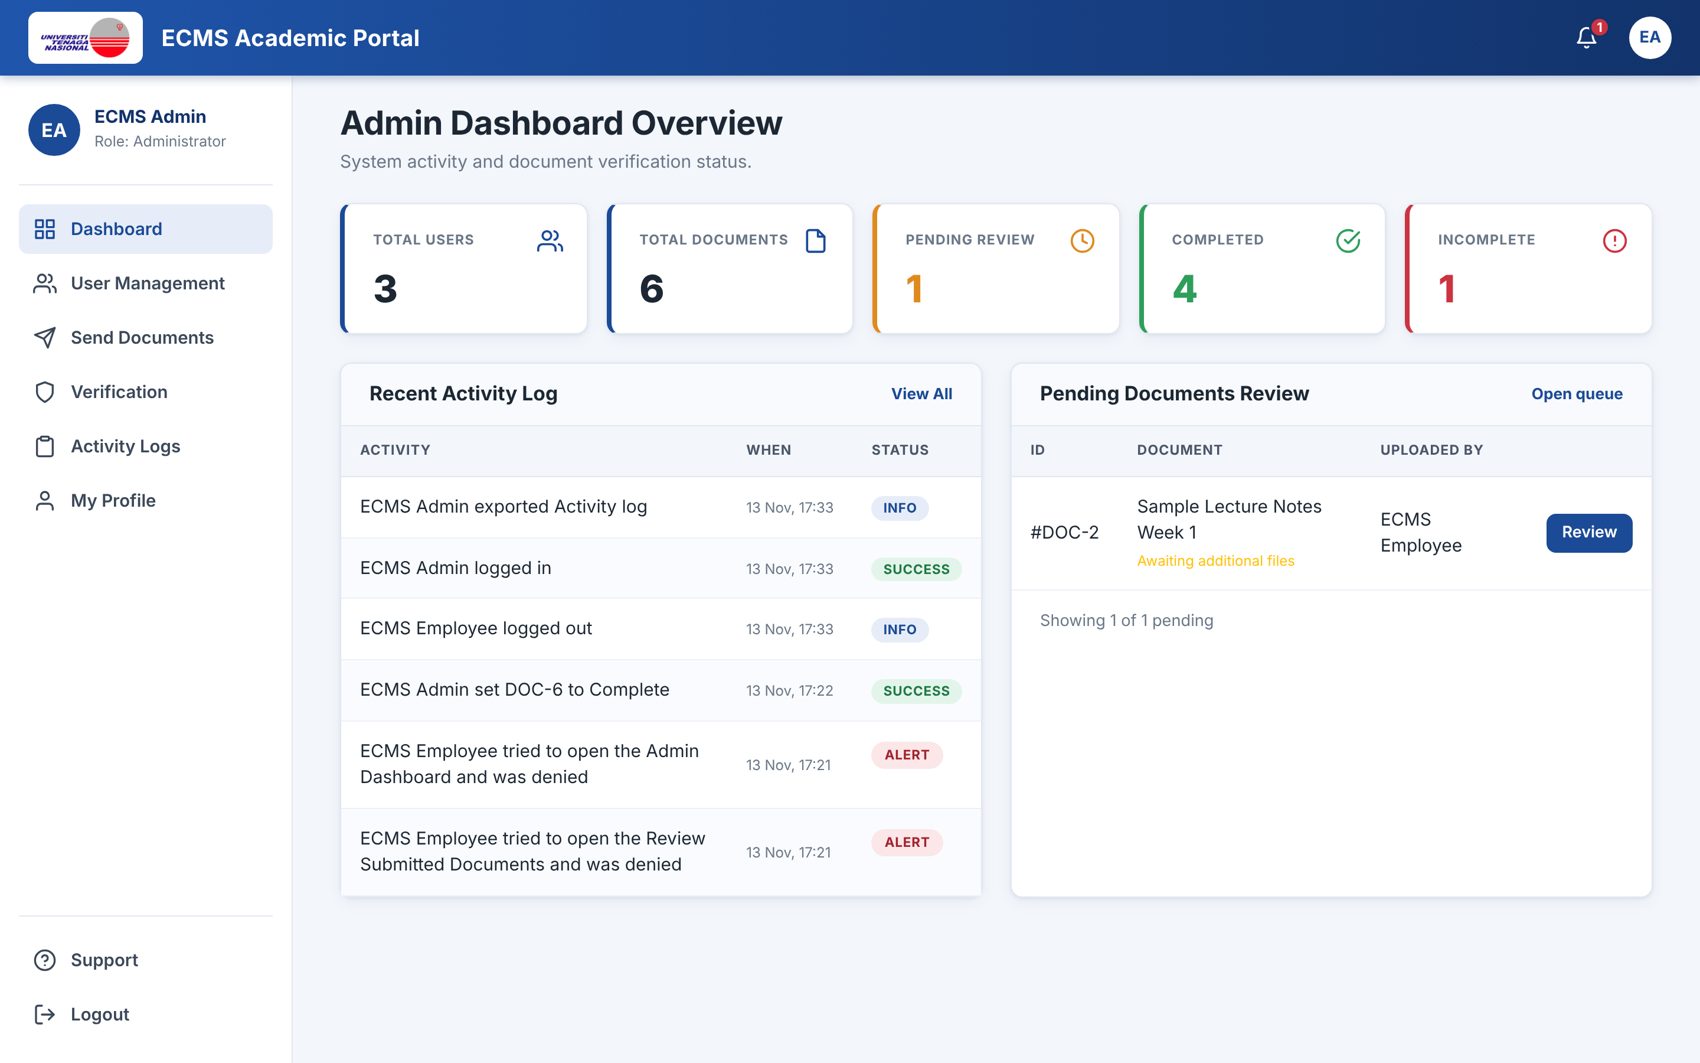 UNIVERSITI
TENAGA
NASIONAL
ECMS Academic Portal
1
EA
EA
ECMS Admin
Role: Administrator
Dashboard
User Management
Send Documents
Verification
Activity Logs
My Profile
Support
Logout
Admin Dashboard Overview
System activity and document verification status.
TOTAL USERS
3
TOTAL DOCUMENTS
6
PENDING REVIEW
1
COMPLETED
4
INCOMPLETE
1
Recent Activity Log View All
ACTIVITY WHEN STATUS
ECMS Admin exported Activity log 13 Nov, 17:33 INFO
ECMS Admin logged in 13 Nov, 17:33 SUCCESS
ECMS Employee logged out 13 Nov, 17:33 INFO
ECMS Admin set DOC-6 to Complete 13 Nov, 17:22 SUCCESS
ECMS Employee tried to open the Admin
Dashboard and was denied 13 Nov, 17:21 ALERT
ECMS Employee tried to open the Review
Submitted Documents and was denied 13 Nov, 17:21 ALERT
Pending Documents Review Open queue
ID DOCUMENT UPLOADED BY
#DOC-2
Sample Lecture Notes
Week 1
Awaiting additional files
ECMS
Employee
Review
Showing 1 of 1 pending